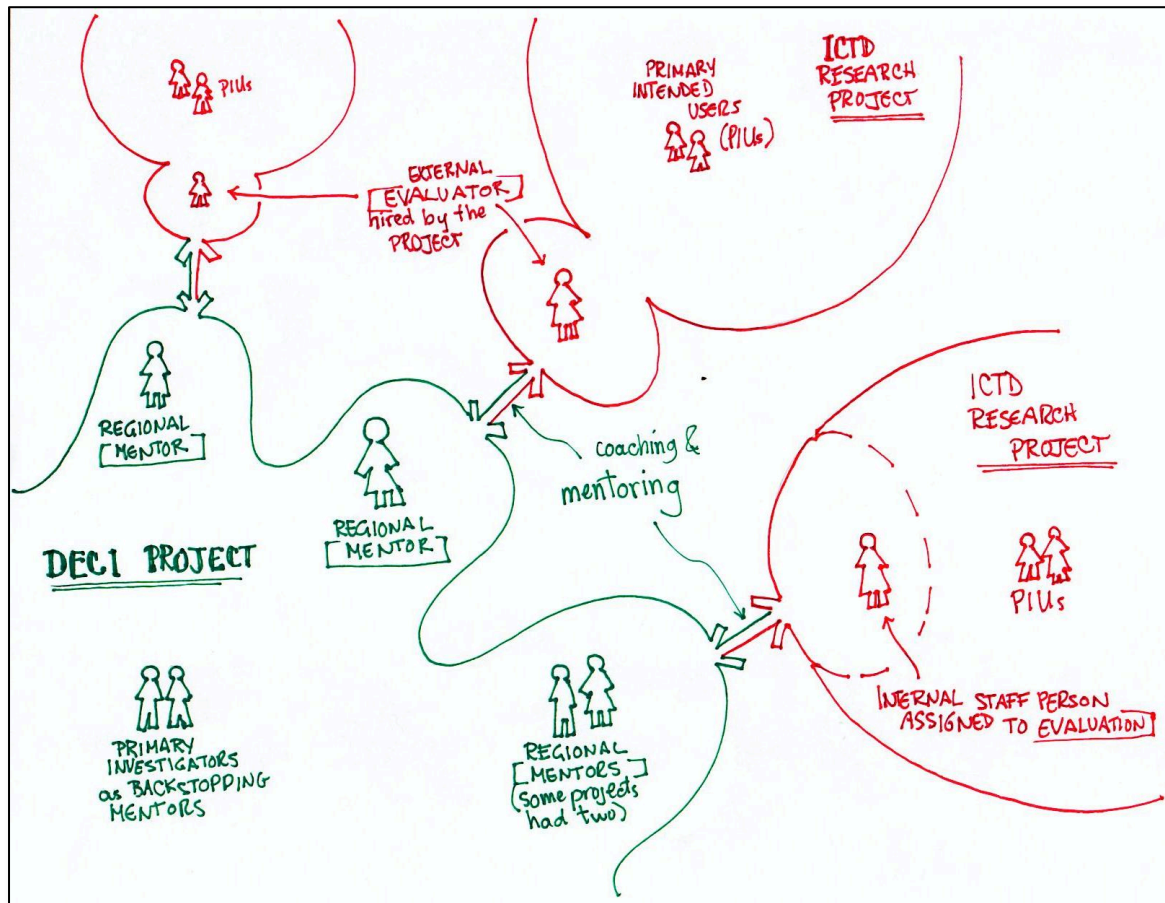 PIUs
EXTERNAL
EVALUATOR
hired by the
PROJECT
PRIMARY
INTENDED
USERS
(PIUs)
ICTD
RESEARCH
PROJECT
REGIONAL
MENTOR
REGIONAL
MENTOR
coaching &
mentoring
ICTD
RESEARCH
PROJECT
PIUs
INTERNAL STAFF PERSON
ASSIGNED TO EVALUATION
DECI PROJECT
PRIMARY
INVESTIGATORS
as BACKSTOPPING
MENTORS
REGIONAL
MENTORS
(some projects
had two)